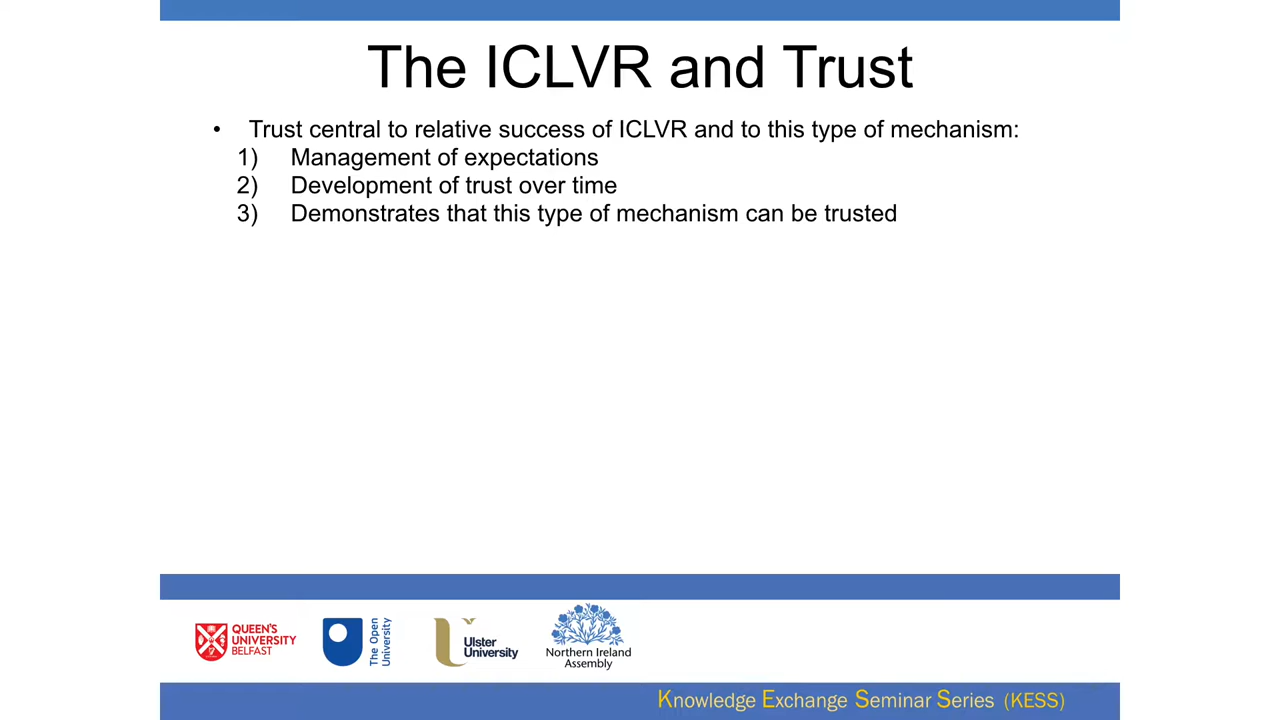 The ICLVR and Trust
• Trust central to relative success of ICLVR and to this type of mechanism:
1) Management of expectations
2) Development of trust over time
3) Demonstrates that this type of mechanism can be trusted
QUEEN'S
UNIVERSITY
BELFAST
The Open
University
Ulster
University
Northern Ireland
Assembly
Knowledge Exchange Seminar Series (KESS)